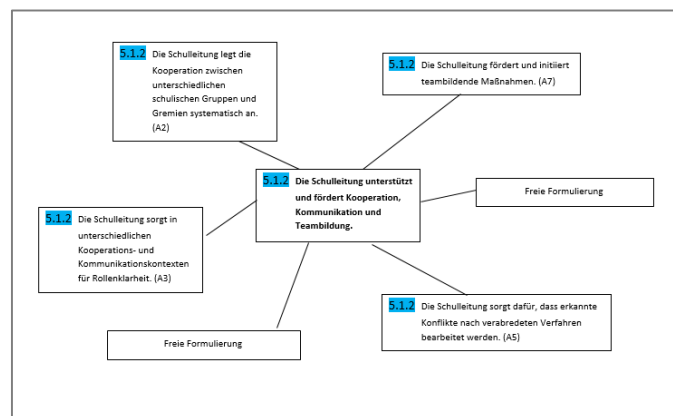 5.1.2 Die Schulleitung legt die
Kooperation zwischen
unterschiedlichen
schulischen Gruppen und
Gremien systematisch an.
(A2)
5.1.2 Die Schulleitung fördert und initiiert
teambildende Maßnahmen. (A7)
5.1.2 Die Schulleitung unterstützt
und fördert Kooperation,
Kommunikation und
Teambildung.
Freie Formulierung
5.1.2 Die Schulleitung sorgt in
unterschiedlichen
Kooperations- und
Kommunikationskontexten
für Rollenklarheit. (A3)
5.1.2 Die Schulleitung sorgt dafür, dass erkannte
Konflikte nach verabredeten Verfahren
bearbeitet werden. (A5)
Freie Formulierung